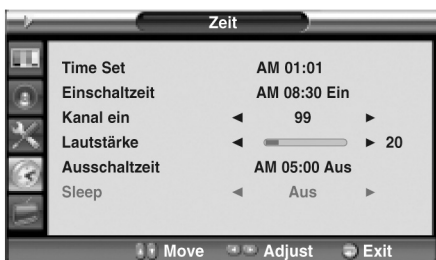 Zeit
Time Set AM 01:01
Einschaltzeit AM 08:30 Ein
Kanal ein 99
Lautstärke 20
Ausschaltzeit AM 05:00 Aus
Sleep Aus
Move Adjust Exit